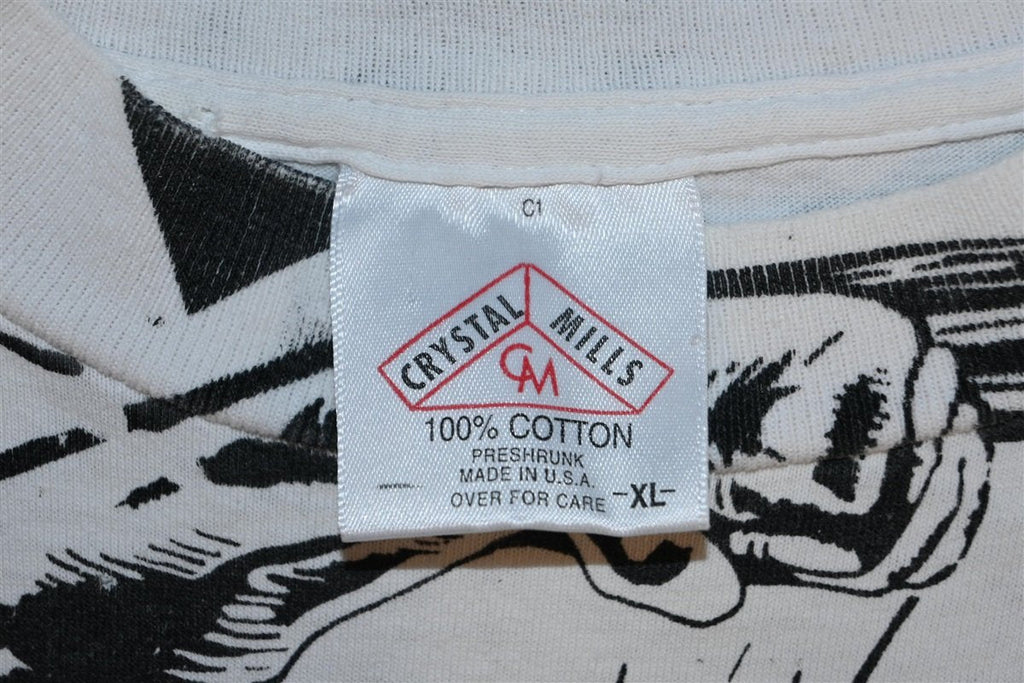 C1
CRYSTAL MILLS
CM
100% COTTON
PRESHRUNK
MADE IN U.S.A.
OVER FOR CARE -XL-